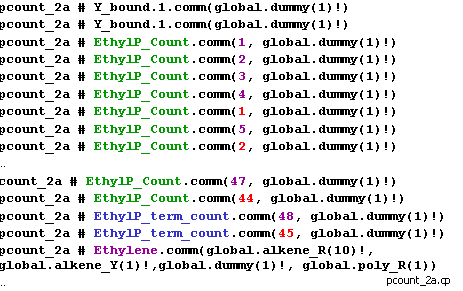 pcount_2a # Y_bound.1.comm(global.dummy(1)!)
pcount_2a # Y_bound.1.comm(global.dummy(1)!)
pcount_2a # EthylP_Count.comm(1, global.dummy(1)!)
pcount_2a # EthylP_Count.comm(2, global.dummy(1)!)
pcount_2a # EthylP_Count.comm(3, global.dummy(1)!)
pcount_2a # EthylP_Count.comm(4, global.dummy(1)!)
pcount_2a # EthylP_Count.comm(1, global.dummy(1)!)
pcount_2a # EthylP_Count.comm(5, global.dummy(1)!)
pcount_2a # EthylP_Count.comm(2, global.dummy(1)!)
…
count_2a # EthylP_Count.comm(47, global.dummy(1)!)
pcount_2a # EthylP_Count.comm(44, global.dummy(1)!)
pcount_2a # EthylP_term_count.comm(48, global.dummy(1)!)
pcount_2a # EthylP_term_count.comm(45, global.dummy(1)!)
pcount_2a # Ethylene.comm(global.alkene_R(10)!,
global.alkene_Y(1)!,global.dummy(1)!, global.poly_R(1))
…
pcount_2a.cp